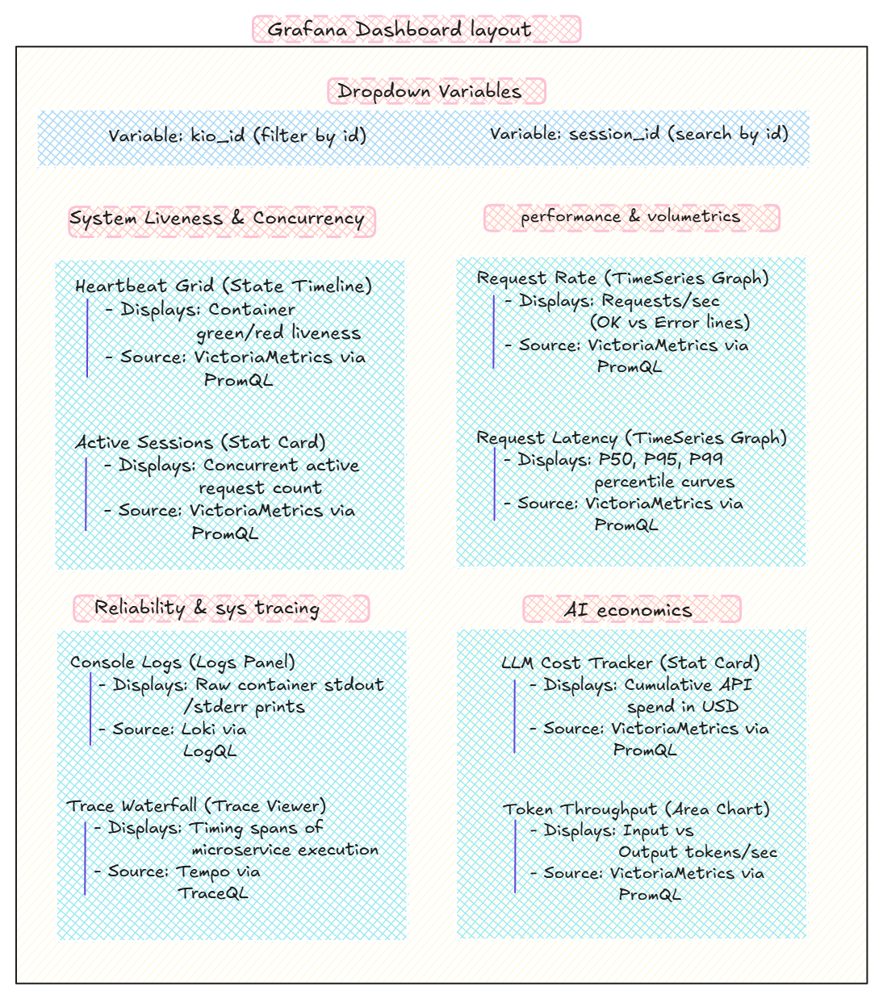 Grafana Dashboard layout
Dropdown Variables
Variable: kio_id (filter by id)
Variable: session_id (search by id)
System Liveness & Concurrency
Heartbeat Grid (State Timeline)
- Displays: Container
green/red liveness
- Source: VictoriaMetrics via
PromQL
Active Sessions (Stat Card)
- Displays: Concurrent active
request count
- Source: VictoriaMetrics via
PromQL
performance & volumetrics
Request Rate (TimeSeries Graph)
- Displays: Requests/sec
(OK vs Error lines)
- Source: VictoriaMetrics via
PromQL
Request Latency (TimeSeries Graph)
- Displays: P50, P95, P99
percentile curves
- Source: VictoriaMetrics via
PromQL
Reliability & sys tracing
Console Logs (Logs Panel)
- Displays: Raw container stdout
/stderr prints
- Source: Loki via
LogQL
Trace Waterfall (Trace Viewer)
- Displays: Timing spans of
microservice execution
- Source: Tempo via
TraceQL
AI economics
LLM Cost Tracker (Stat Card)
- Displays: Cumulative API
spend in USD
- Source: VictoriaMetrics via
PromQL
Token Throughput (Area Chart)
- Displays: Input vs
Output tokens/sec
- Source: VictoriaMetrics via
PromQL